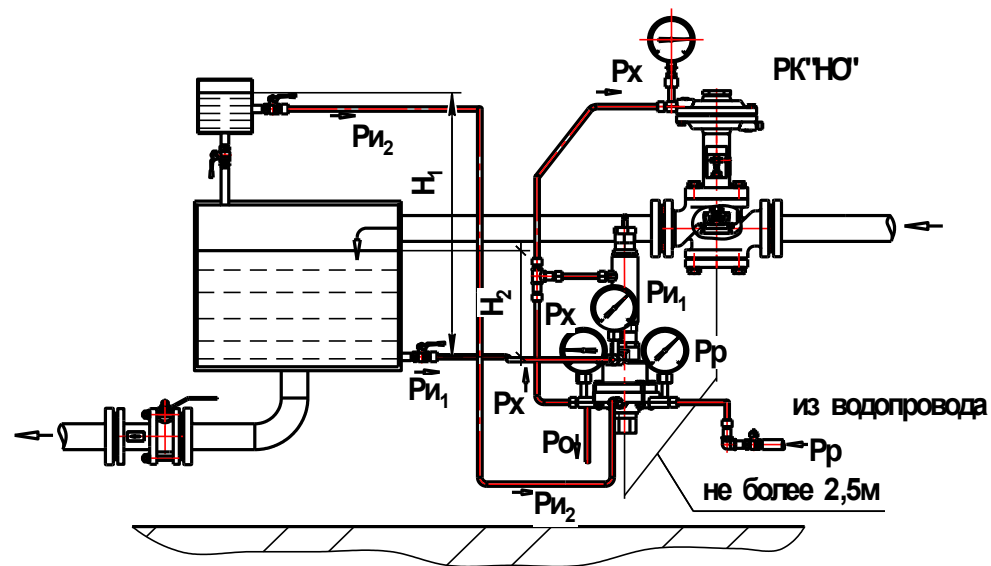 Рх
РК"НО"
Ри₂
Н₁
Н₂
Ри₁
Рх
Рр
Ри₁
Рх
из водопровода
Ро
Рр
не более 2,5м
Ри₂